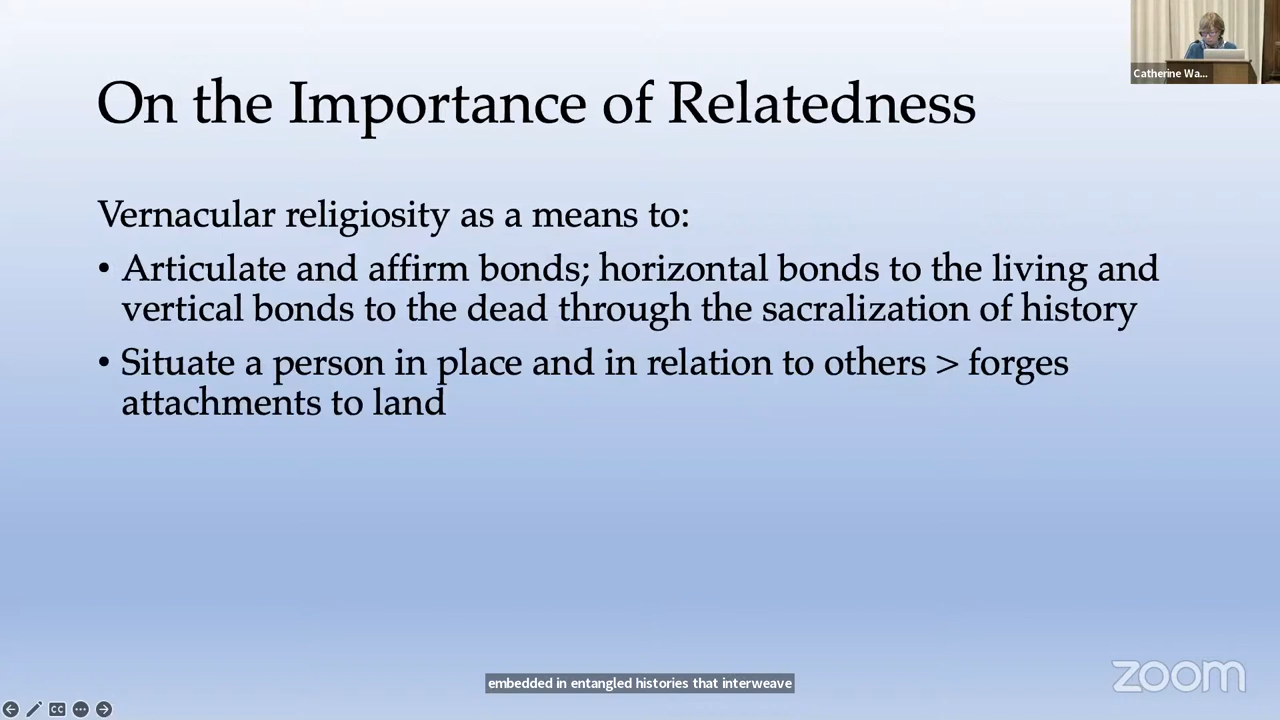 Catherine Wa...
On the Importance of Relatedness
Vernacular religiosity as a means to:
• Articulate and affirm bonds; horizontal bonds to the living and
vertical bonds to the dead through the sacralization of history
• Situate a person in place and in relation to others > forges
attachments to land
embedded in entangled histories that interweave
zoom
CC